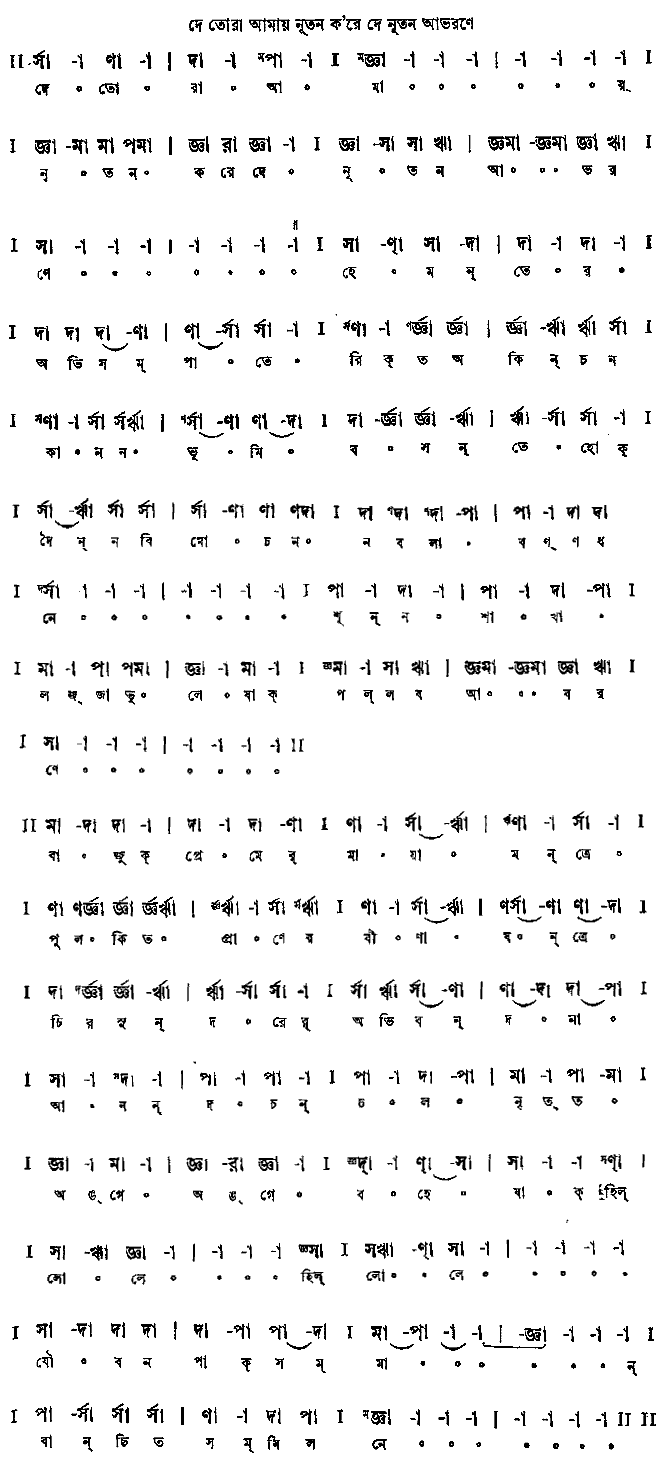 দে তোরা আমায় নূতন ক'রে দে নূতন আভরণে
II র্সা -া ণা -া | দা -া ᵐপা -া I ᵐজ্ঞা -া -া -া | -া -া -া -া I
দে ০ তো ০ রা ০ আ ০ মা ০ ০ ০ ০ ০ ০ য়্
I জ্ঞা -মা মা পমা | জ্ঞা রা জ্ঞা -া I জ্ঞা -সা সা ঋা | জ্ঞমা -জ্ঞমা জ্ঞা ঋা I
নূ ০ ত ন০ ক রে দে ০ নূ ০ ত ন আ০ ০০ ভ র
I সা -া -া -া | -া -া -া -া I সা -ণ্া সা -দা | দা -া দা -া I
ণে ০ ০ ০ ০ ০ ০ ০ হে ০ ম ন্ তে ০ র ০
I দা দা দা -ণা | ণা -র্সা র্সা -া I ণা -া র্জ্ঞা র্জ্ঞা | র্জ্ঞা -র্ঋা র্ঋা র্সা I
অ ভি স ম্ পা ০ তে ০ রি ক্ ত অ কি ন্ চ ন
I ণা -া র্সা র্সর্ঋা | র্সা -ণা ণা -দা I দা -র্জ্ঞা র্জ্ঞা -র্ঋা | র্ঋা -র্সা র্সা -া I
কা ০ ন ন০ ভূ ০ মি ০ ব ০ স ন্ তে ০ হো ক্
I র্সা -র্ঋা র্সা র্সা | র্সা -ণা ণা ণদা I দা দা দা -পা | পা -া দা দা
দৈ ন্ ন বি মো ০ চ ন০ ন ব লা ০ ব ণ্ ণ ধ
I র্সা -া -া -া | -া -া -া -া I পা -া দা -া | পা -া দা -পা I
নে ০ ০ ০ ০ ০ ০ ০ শূ ন্ ন ০ শা ০ খা ০
I মা -া পা পমা | জ্ঞা -া মা -া I মা -া সা ঋা | জ্ঞমা -জ্ঞমা জ্ঞা ঋা I
ল জ্ জা ভু০ লে ০ যা ক্ প ল্ ল ব আ০ ০০ ব র
I সা -া -া -া | -া -া -া -া II
ণে ০ ০ ০ ০ ০ ০ ০
II মা -দা দা -া | দা -া দা -ণা I ণা -া র্সা -র্ঋা | ণা -া র্সা -া I
বা ০ জু ক্ প্রে ০ মে র্ মা ০ য়া ০ ম ন্ ত্রে ০
I ণা ণর্জ্ঞা র্জ্ঞা র্জ্ঞর্ঋা | র্ঋা -া র্সা র্ঋা I ণা -া র্সা -র্ঋা | ণর্সা -ণা ণা -দা I
পু ল০ কি ত০ প্রা ০ ণে র বী ০ ণা ০ য০ ন্ ত্রে ০
I দা র্জ্ঞা র্জ্ঞা -র্ঋা | র্ঋা -র্সা র্সা -া I র্সা র্ঋা র্সা -ণা | ণা -দা দা -পা I
চি র সু ন্ দ ০ রে র্ অ ভি ব ন্ দ ০ না ০
I সা -া দা -া | পা -া পা -া I পা -া দা -পা | মা -া পা -মা I
আ ০ ন ন্ দ ০ চ ন্ চ ০ ল ০ নৃ ত্ ত ০
I জ্ঞা -া মা -া | জ্ঞা -রা জ্ঞা -া I দ্া -া ণ্া -সা | সা -া -া ণ্া I
অ ঙ্ গে ০ অ ঙ্ গে ০ ব ০ হে ০ যা ০ ক্ হিল্
I সা -ঋা জ্ঞা -া | -া -া -া সা I সঋা -ণ্া সা -া | -া -া -া -া
লো ০ লে ০ ০ ০ ০ হিল্ লো০ ০ লে ০ ০ ০ ০ ০
I সা -দা দা দা | দা -পা পা -দা I মা -পা -া -া | -জ্ঞা -া -া -া I
যৌ ০ ব ন পা ক্ স ম্ মা ০ ০ ০ ০ ০ ০ ন্
I পা -র্সা র্সা র্সা | ণা -া দা পা I জ্ঞা -া -া -া | -া -া -া -া II II
বা ন্ চি ত স ম্ মি ল নে ০ ০ ০ ০ ০ ০ ০